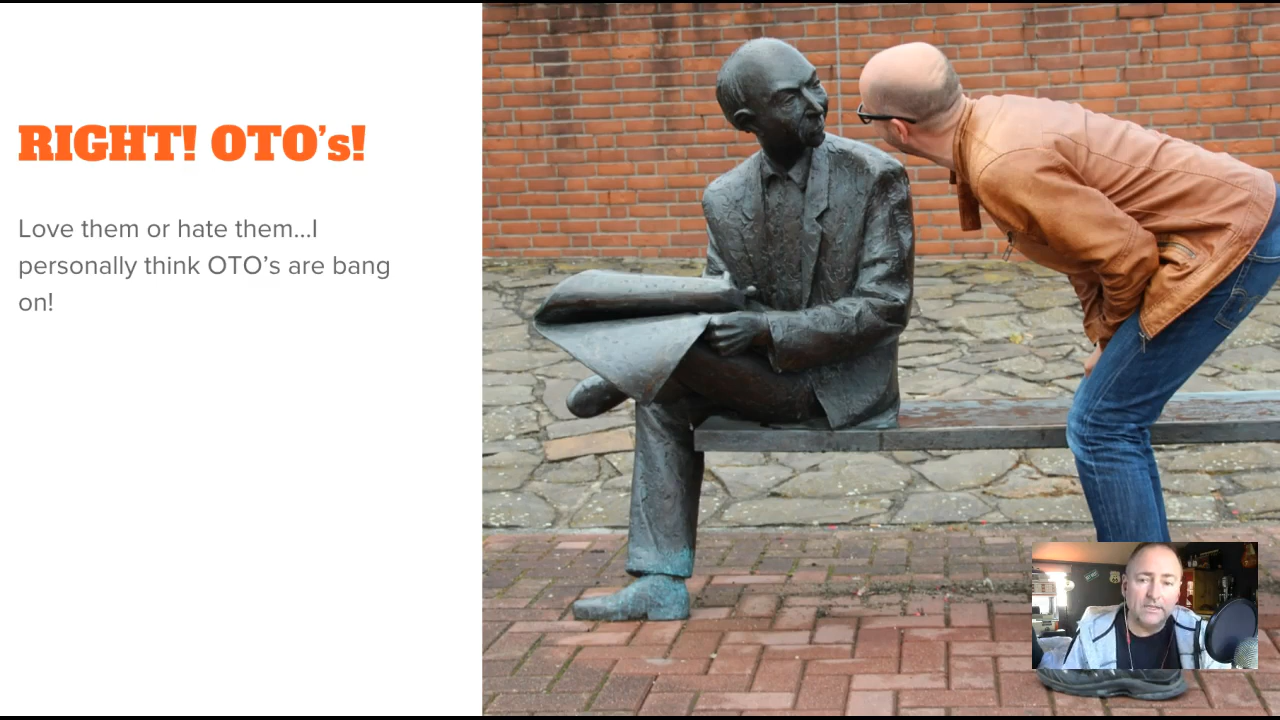 RIGHT! OTO’s!
Love them or hate them...I
personally think OTO’s are bang
on!